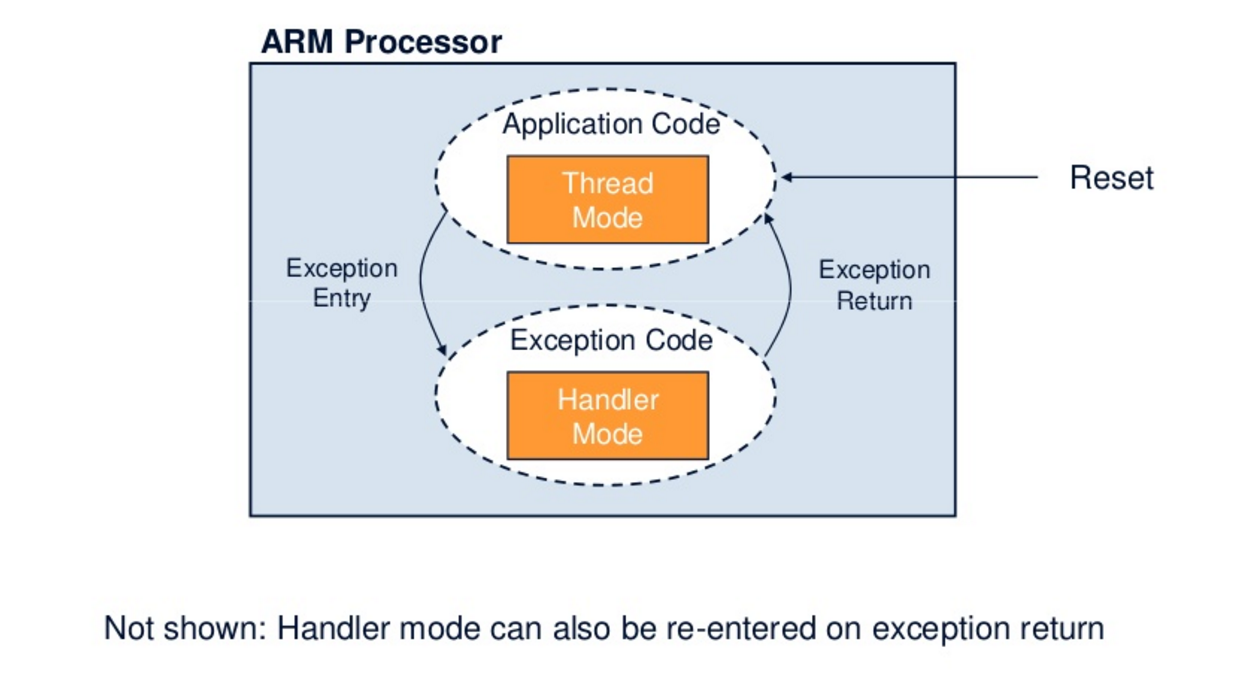 ARM Processor
Application Code
Thread
Mode
Reset
Exception
Entry
Exception
Return
Exception Code
Handler
Mode
Not shown: Handler mode can also be re-entered on exception return